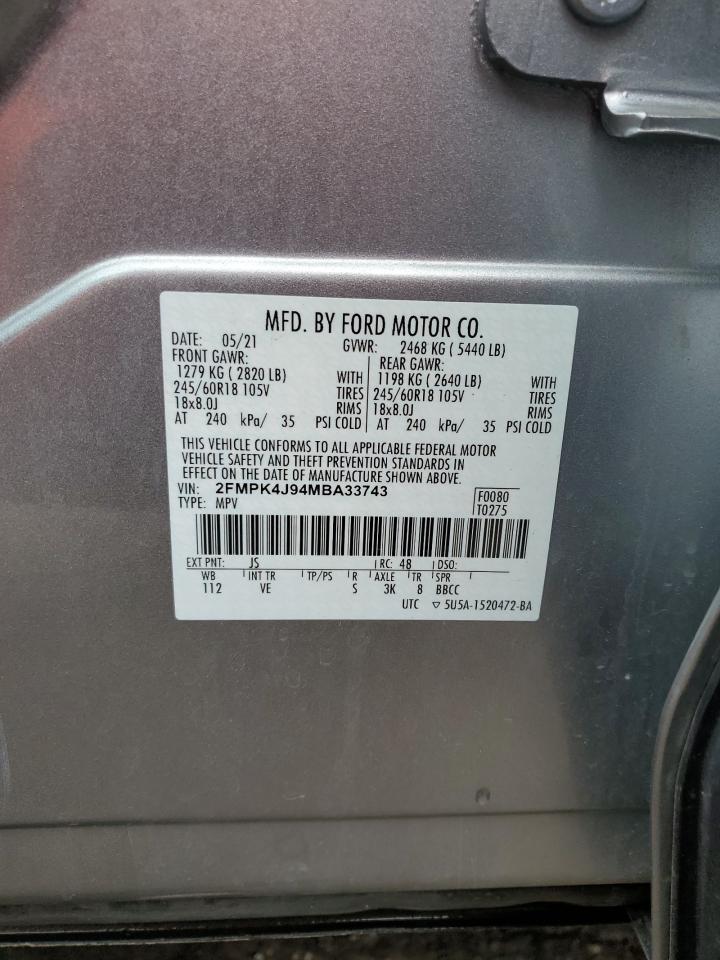 MFD. BY FORD MOTOR CO.
DATE: 05/21 GVWR: 2468 KG ( 5440 LB)
FRONT GAWR: REAR GAWR:
1279 KG ( 2820 LB) WITH 1198 KG ( 2640 LB) WITH
245/60R18 105V TIRES 245/60R18 105V TIRES
18x8.0J RIMS 18x8.0J RIMS
AT 240 kPa/ 35 PSI COLD AT 240 kPa/ 35 PSI COLD
THIS VEHICLE CONFORMS TO ALL APPLICABLE FEDERAL MOTOR
VEHICLE SAFETY AND THEFT PREVENTION STANDARDS IN
EFFECT ON THE DATE OF MANUFACTURE SHOWN ABOVE.
VIN: 2FMPK4J94MBA33743 F0080
TYPE: MPV T0275
EXT PNT: JS RC: 48 DSO:
WB INT TR TP/PS R AXLE TR SPR
112 VE S 3K 8 BBCC
UTC ▽ 5U5A-1520472-BA